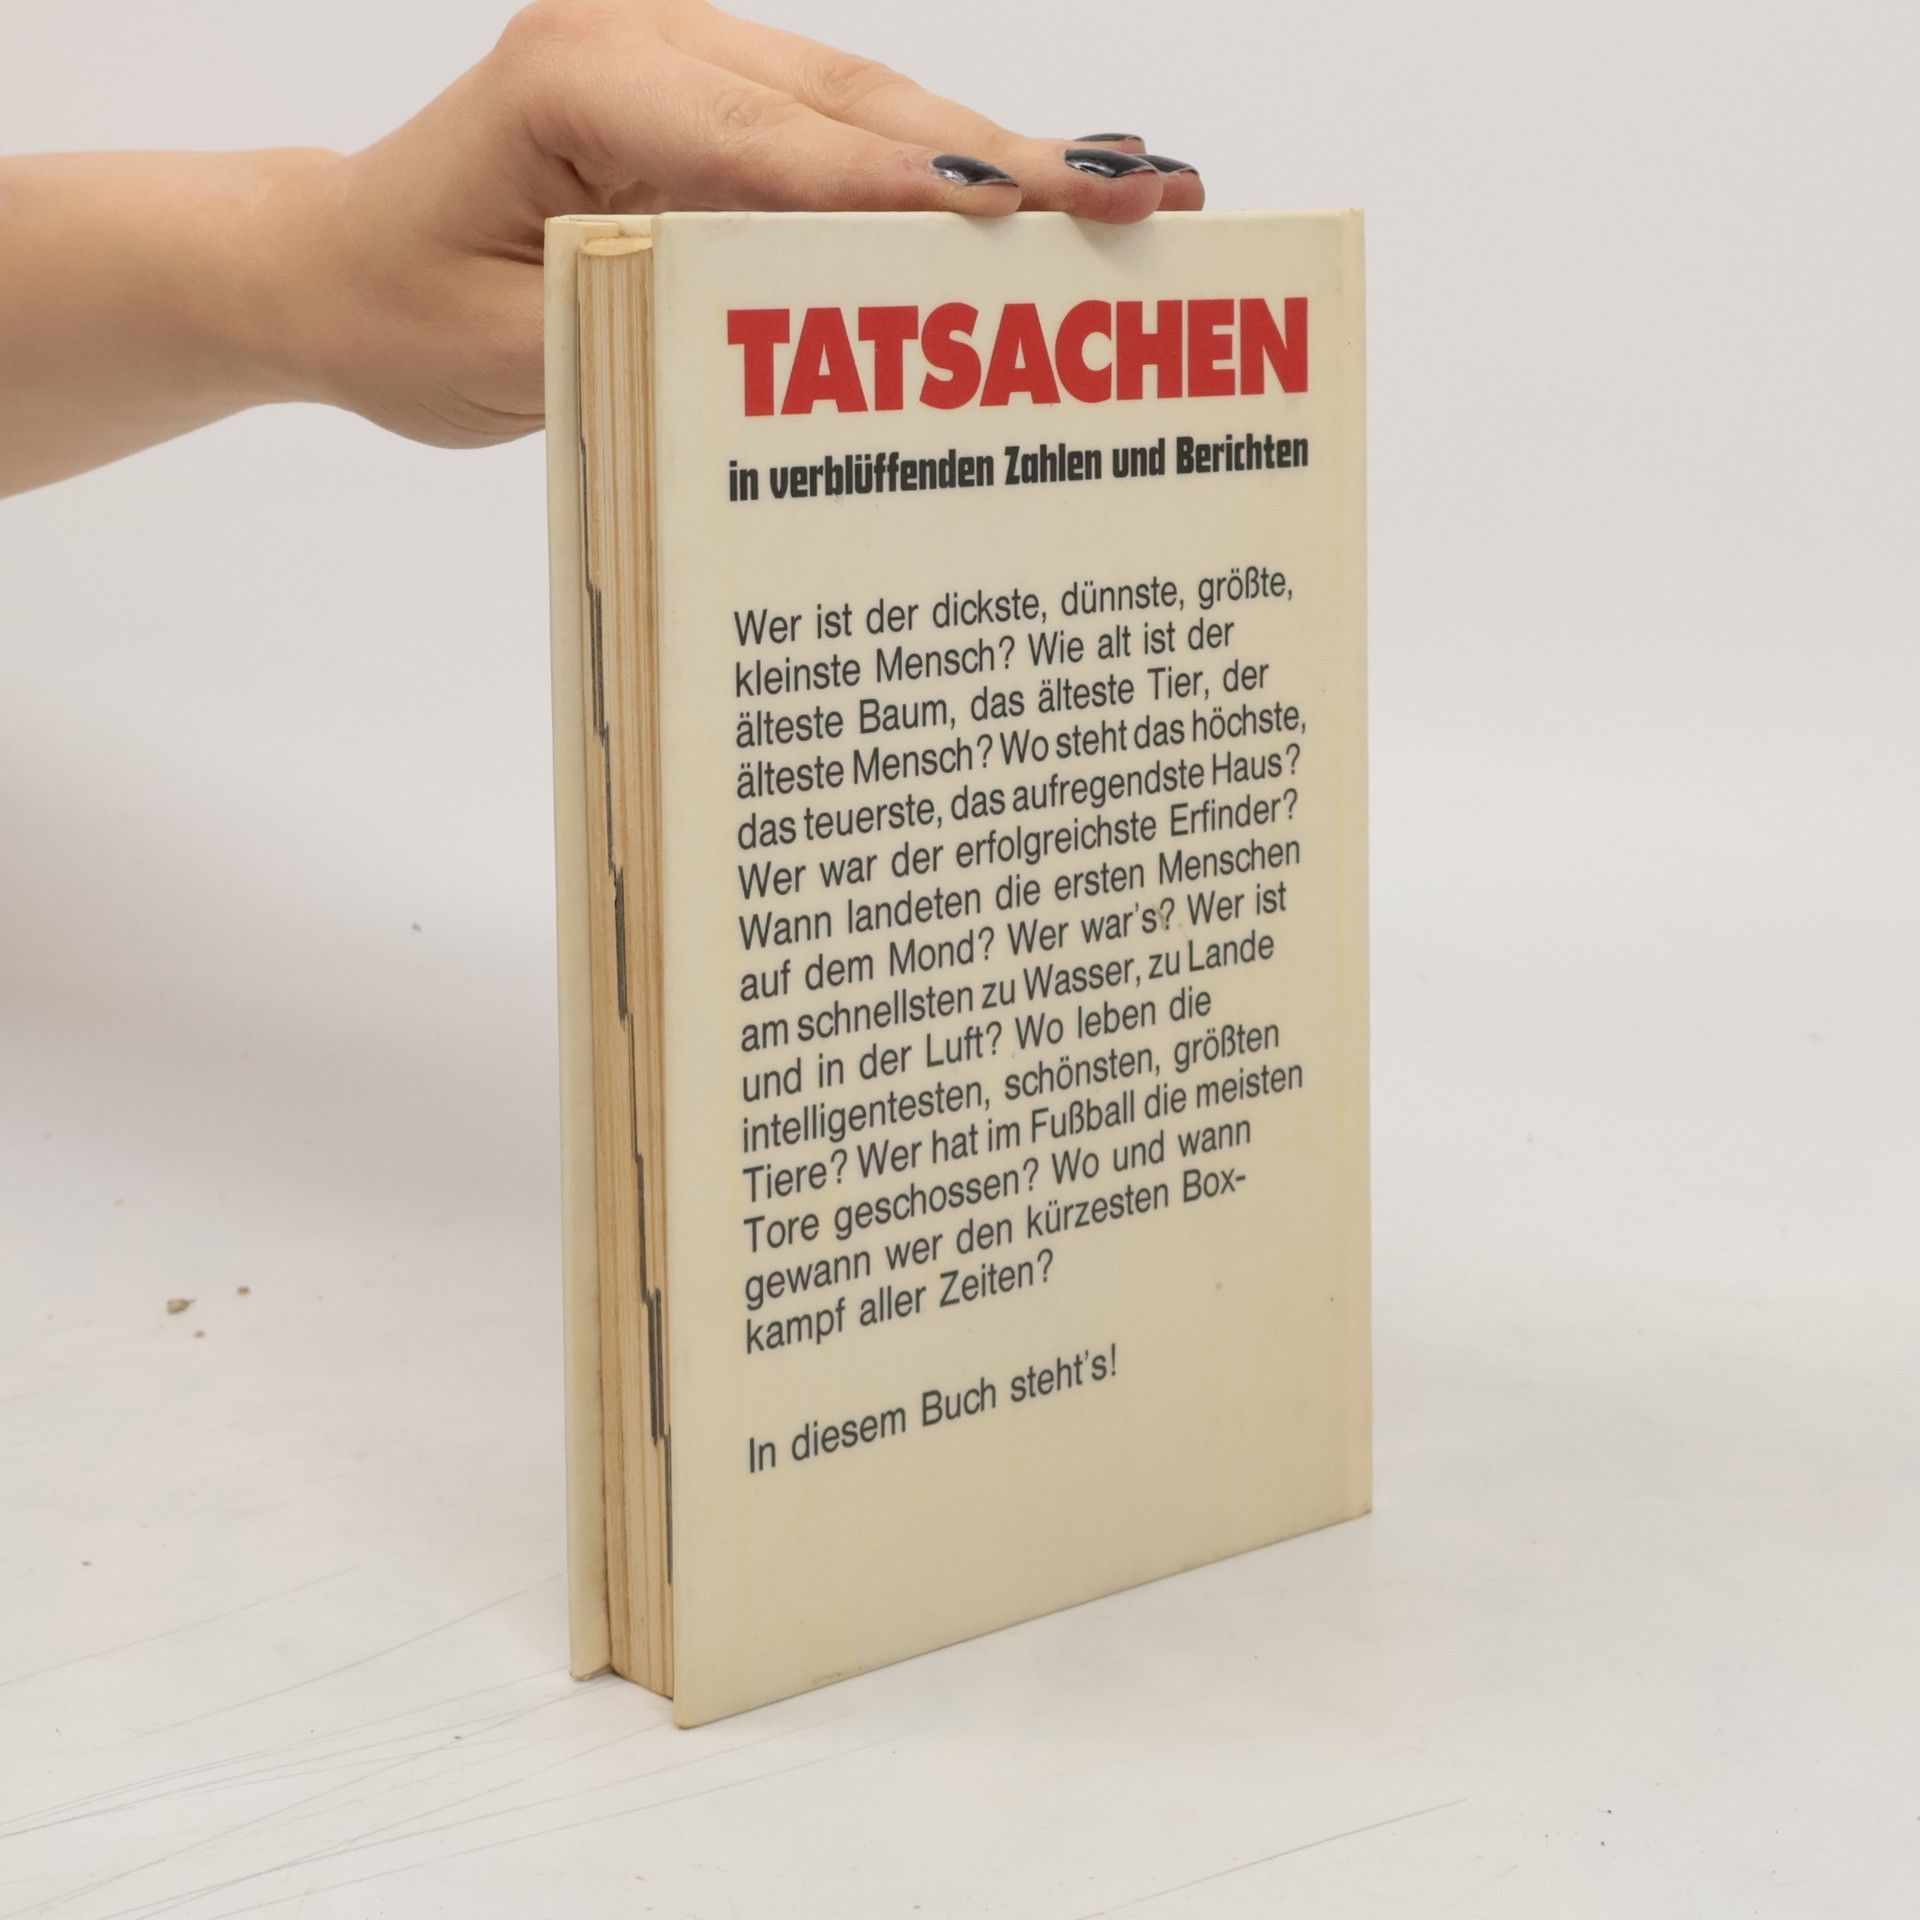 TATSACHEN
in verblüffenden Zahlen und Berichten
Wer ist der dickste, dünnste, größte,
kleinste Mensch? Wie alt ist der
älteste Baum, das älteste Tier, der
älteste Mensch? Wo steht das höchste,
das teuerste, das aufregendste Haus?
Wer war der erfolgreichste Erfinder?
Wann landeten die ersten Menschen
auf dem Mond? Wer war's? Wer ist
am schnellsten zu Wasser, zu Lande
und in der Luft? Wo leben die
intelligentesten, schönsten, größten
Tiere? Wer hat im Fußball die meisten
Tore geschossen? Wo und wann
gewann wer den kürzesten Box-
kampf aller Zeiten?
In diesem Buch steht's!